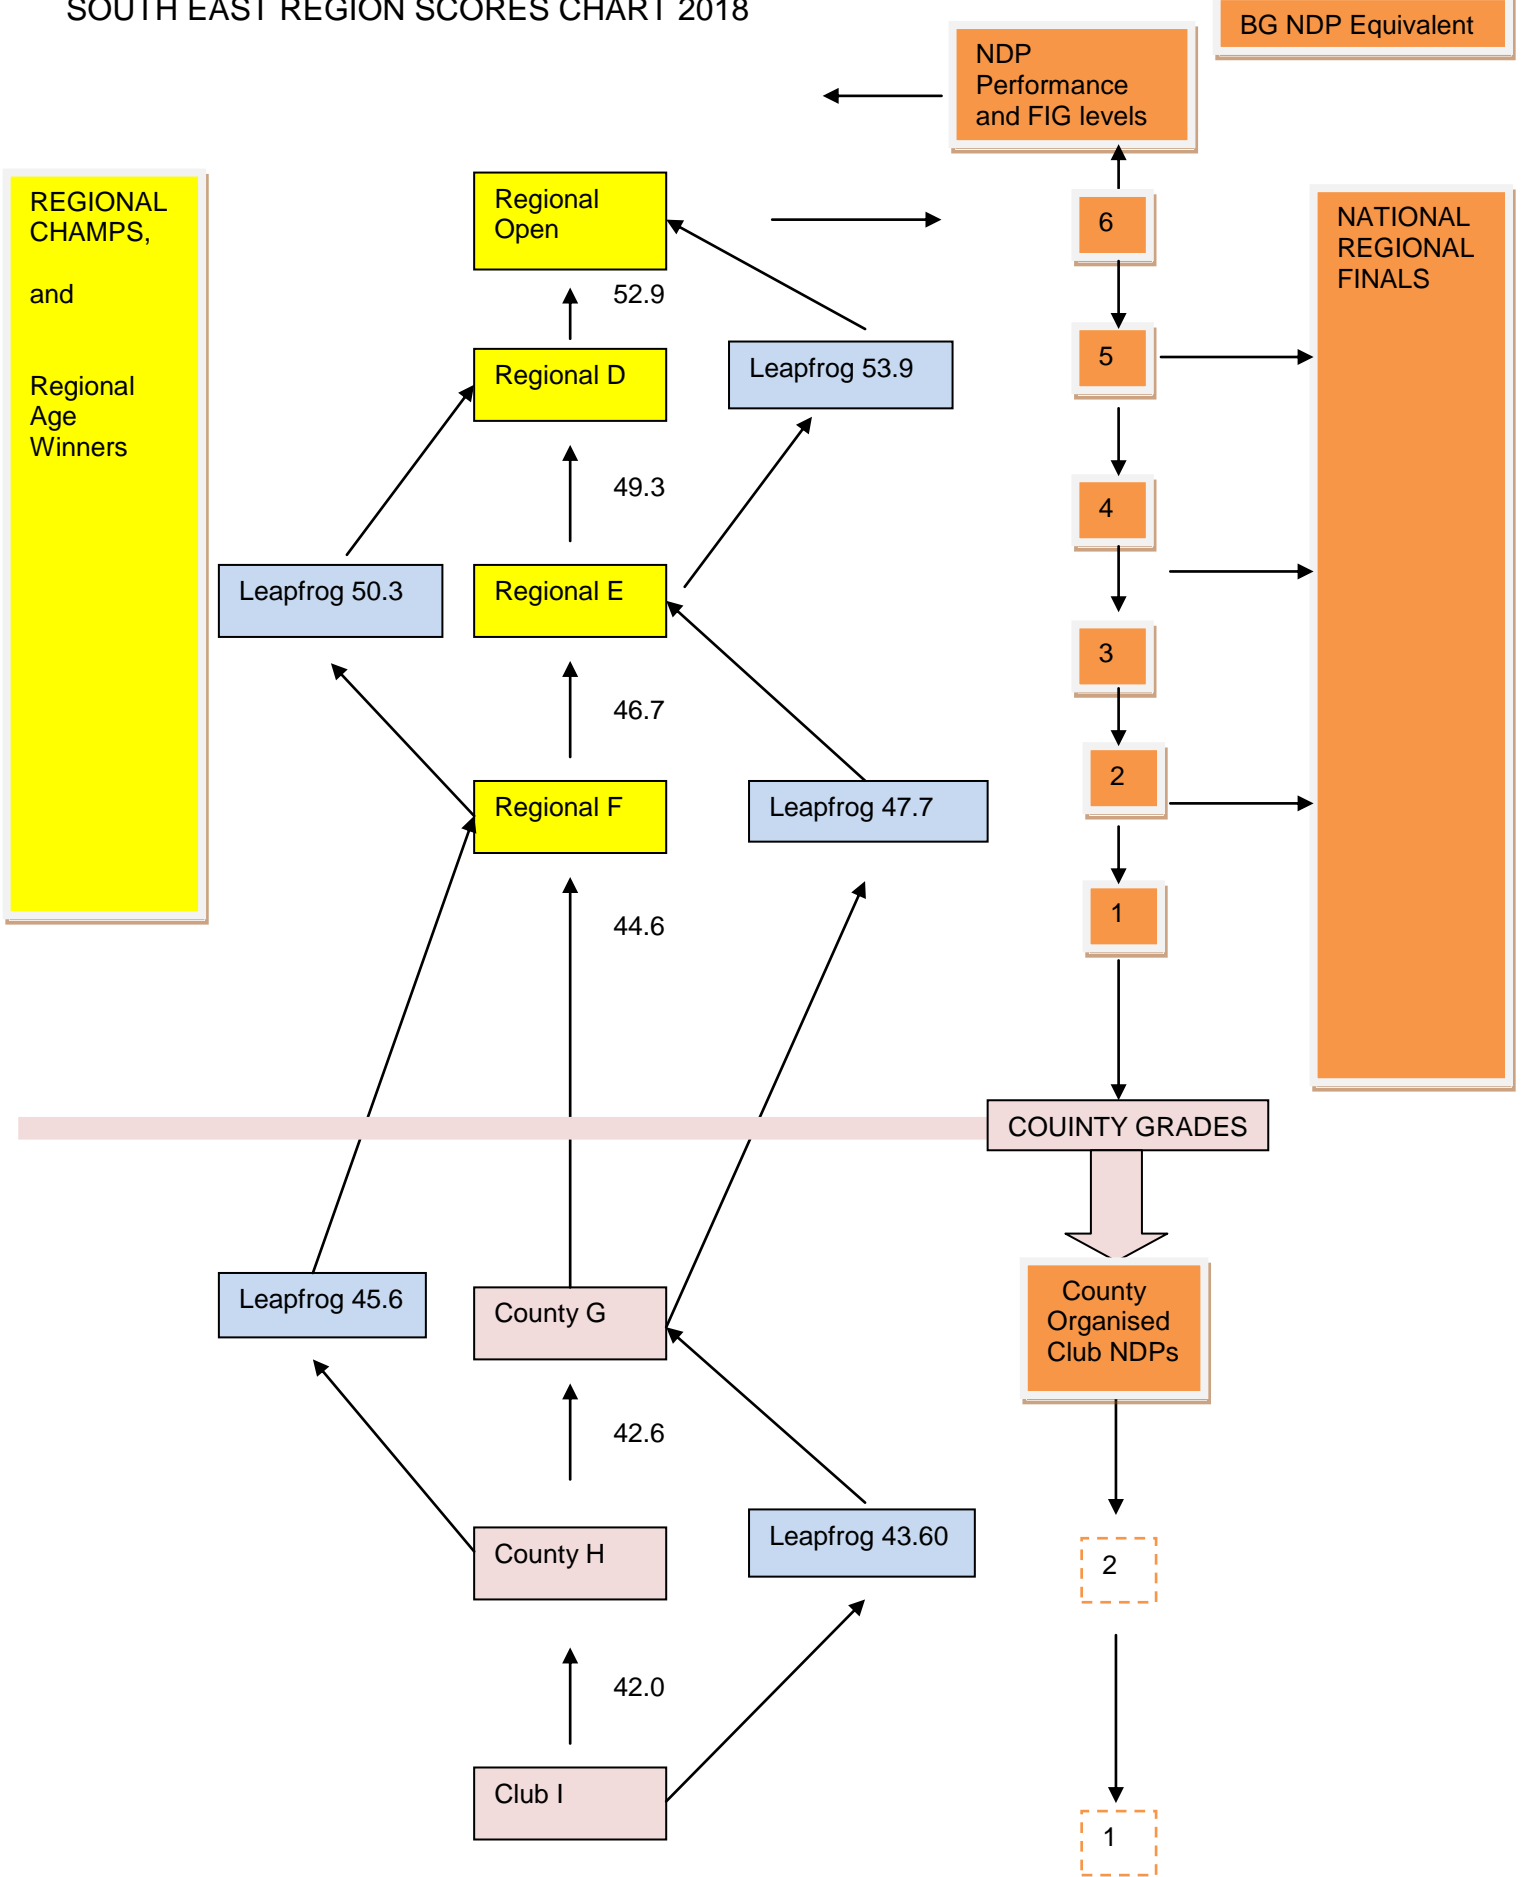 SOUTH EAST REGION SCORES CHART 2018
BG NDP Equivalent
NDP
Performance
and FIG levels
REGIONAL
CHAMPS,
and
Regional
Age
Winners
Regional
Open
6
NATIONAL
REGIONAL
FINALS
52.9
Regional D
Leapfrog 53.9
5
49.3
4
Leapfrog 50.3
Regional E
3
46.7
Regional F
Leapfrog 47.7
2
44.6
1
COUINTY GRADES
Leapfrog 45.6
County G
County
Organised
Club NDPs
42.6
County H
Leapfrog 43.60
2
42.0
Club I
1